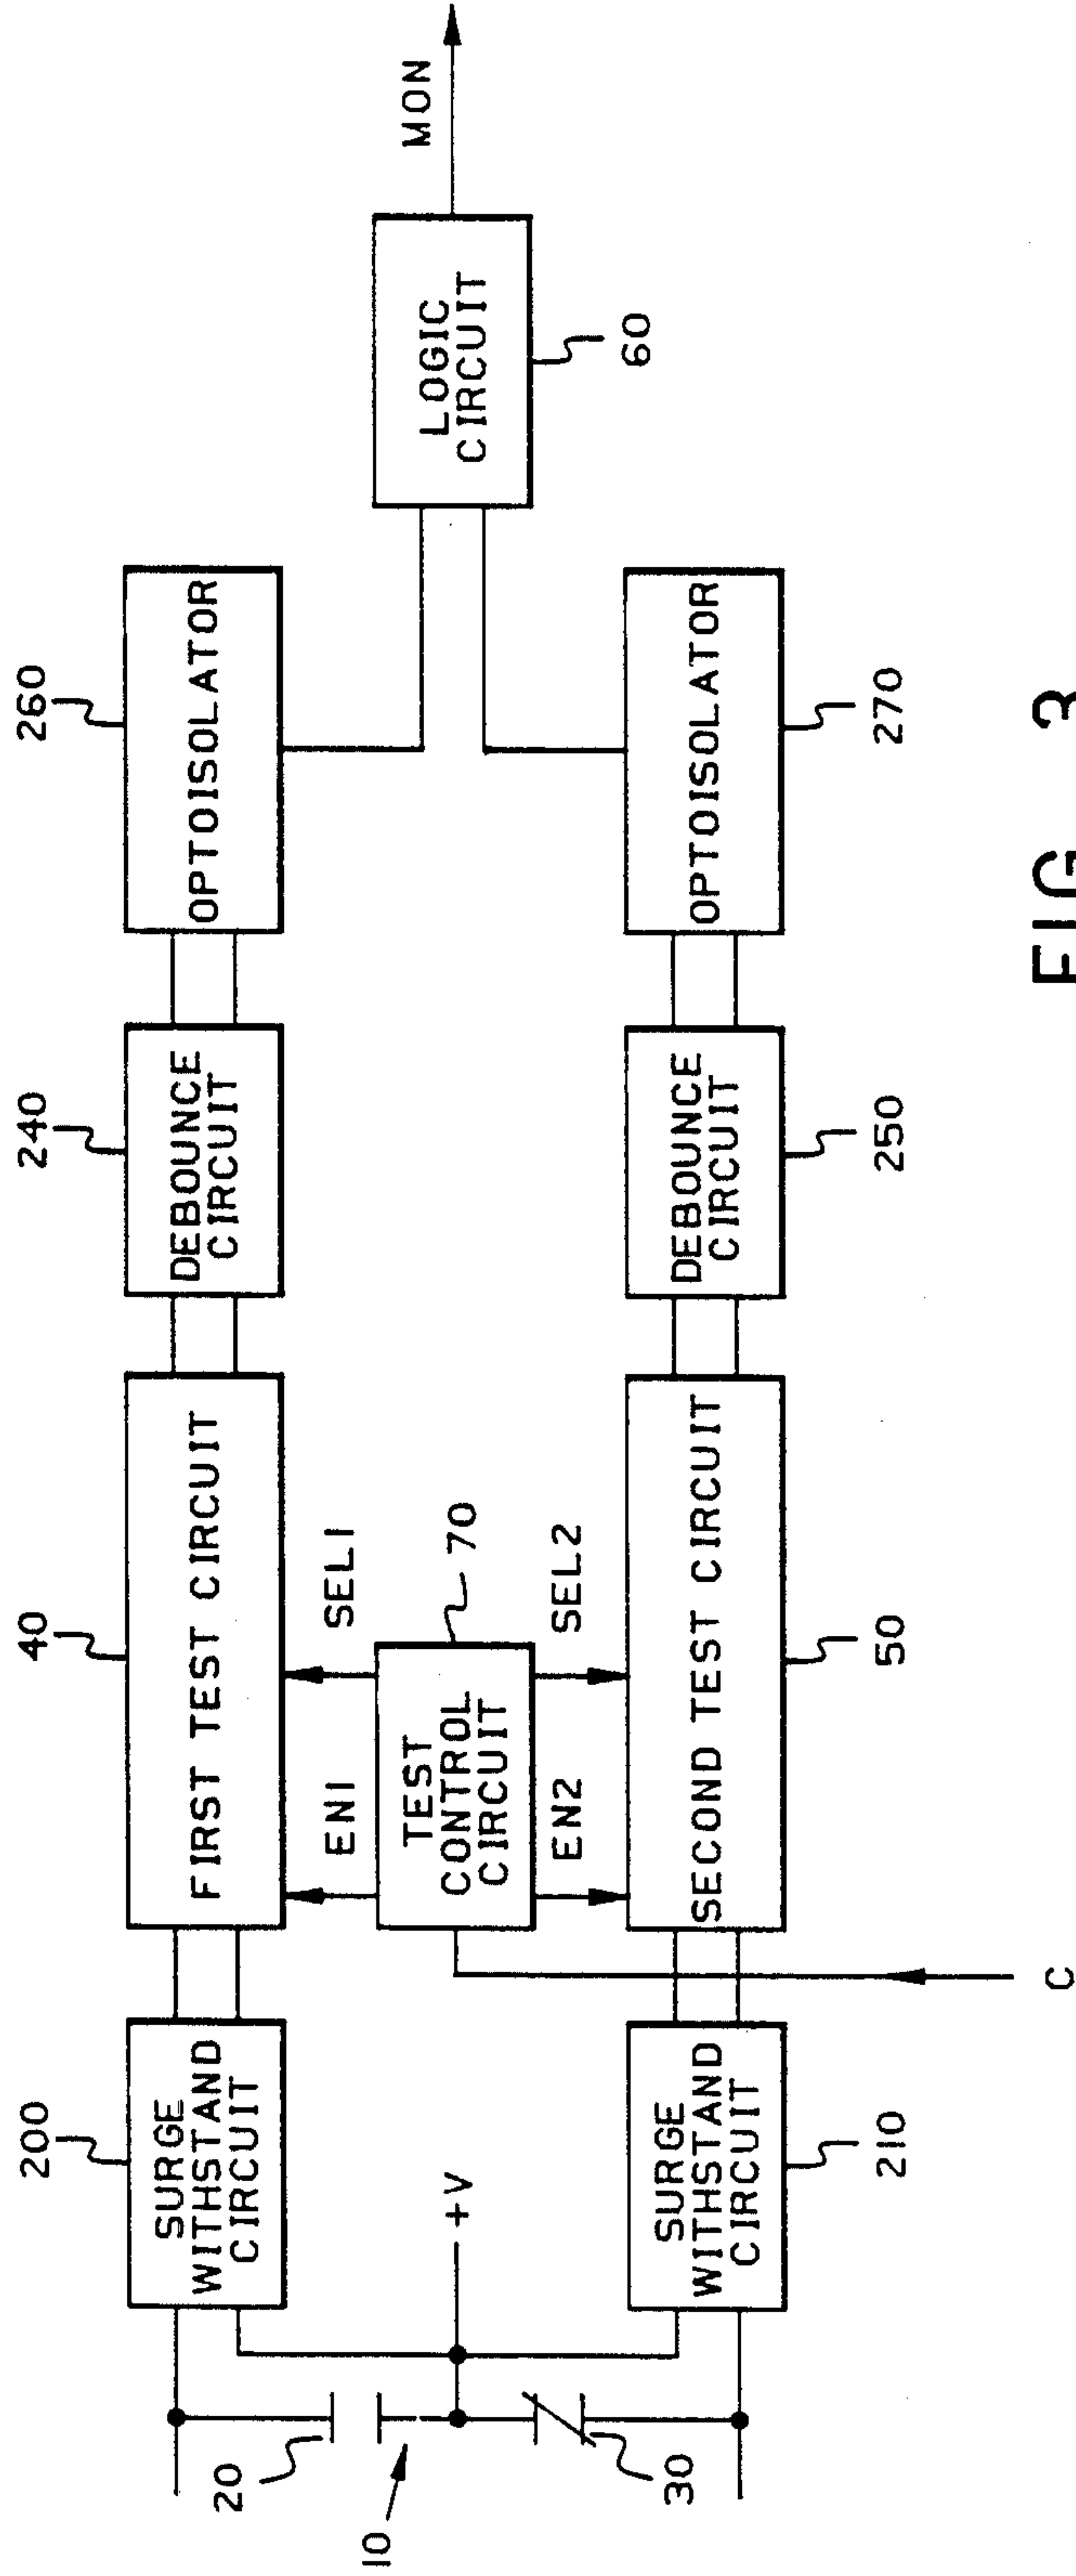 200
SURGE
WITHSTAND
CIRCUIT
40
FIRST TEST CIRCUIT
240
DEBOUNCE
CIRCUIT
260
OPTOISOLATOR
EN1
SEL1
20
10
+V
TEST
CONTROL
CIRCUIT
70
LOGIC
CIRCUIT
60
MON
30
EN2
SEL2
SURGE
WITHSTAND
CIRCUIT
210
SECOND TEST CIRCUIT
50
DEBOUNCE
CIRCUIT
250
OPTOISOLATOR
270
C
FIG 3